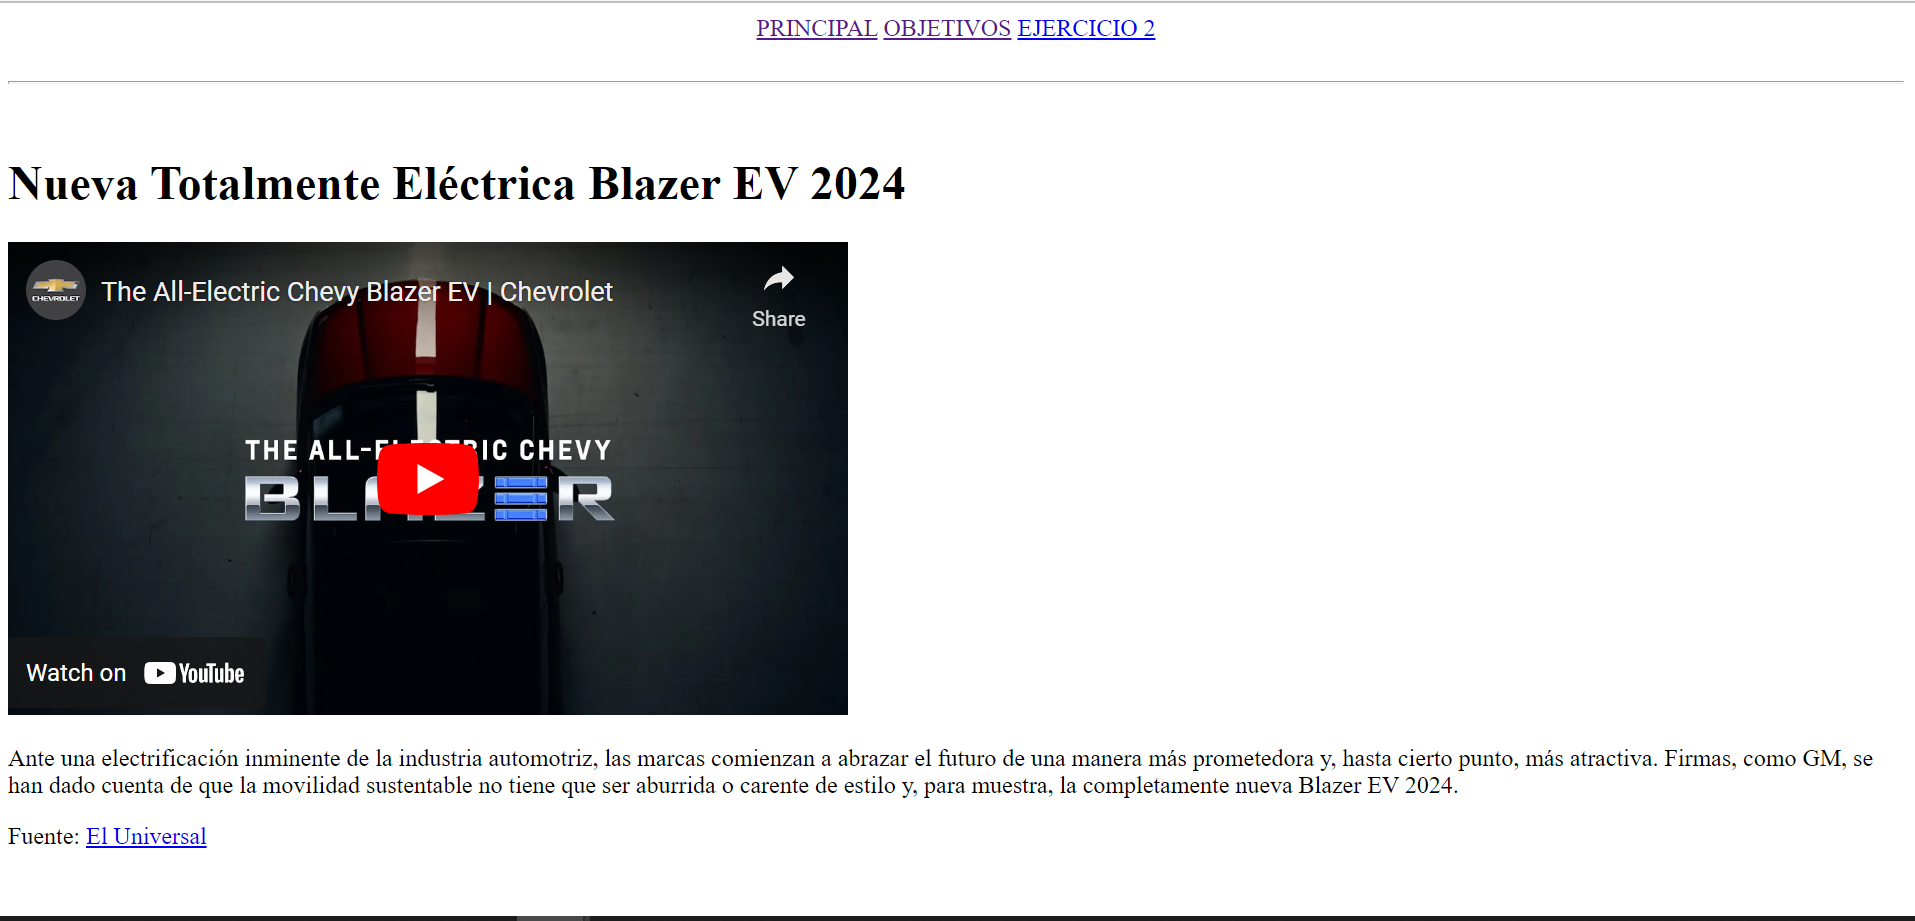 PRINCIPAL OBJETIVOS EJERCICIO 2
Nueva Totalmente Eléctrica Blazer EV 2024
CHEVROLET
The All-Electric Chevy Blazer EV | Chevrolet
Share
THE ALL-ELECTRIC CHEVY
BLAZER
Watch on YouTube
Ante una electrificación inminente de la industria automotriz, las marcas comienzan a abrazar el futuro de una manera más prometedora y, hasta cierto punto, más atractiva. Firmas, como GM, se
han dado cuenta de que la movilidad sustentable no tiene que ser aburrida o carente de estilo y, para muestra, la completamente nueva Blazer EV 2024.
Fuente: El Universal